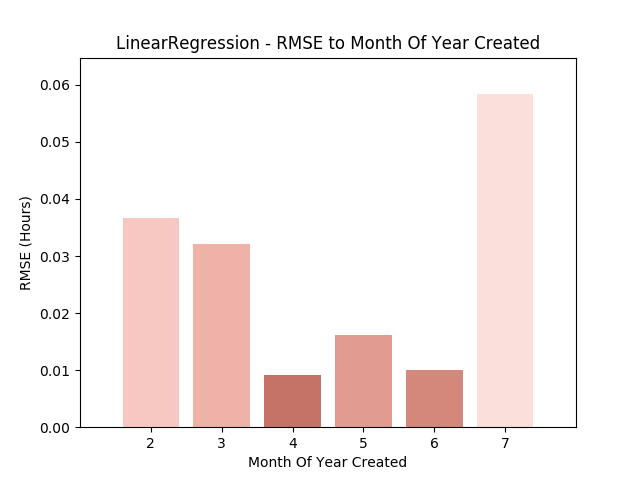 LinearRegression - RMSE to Month Of Year Created
0.06
0.05
0.04
0.03
0.02
0.01
0.00
RMSE (Hours)
2 3 4 5 6 7
Month Of Year Created